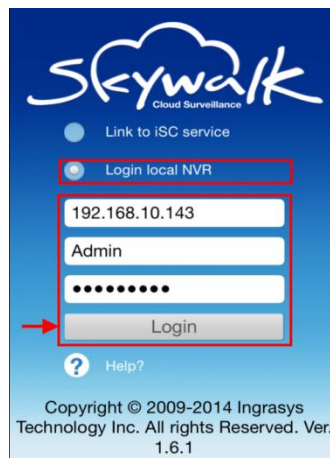 Skywalk
Cloud Surveillance
Link to iSC service
Login local NVR
192.168.10.143
Admin
●●●●●●●●●
Login
? Help?
Copyright © 2009-2014 Ingrasys
Technology Inc. All rights Reserved. Ver.
1.6.1